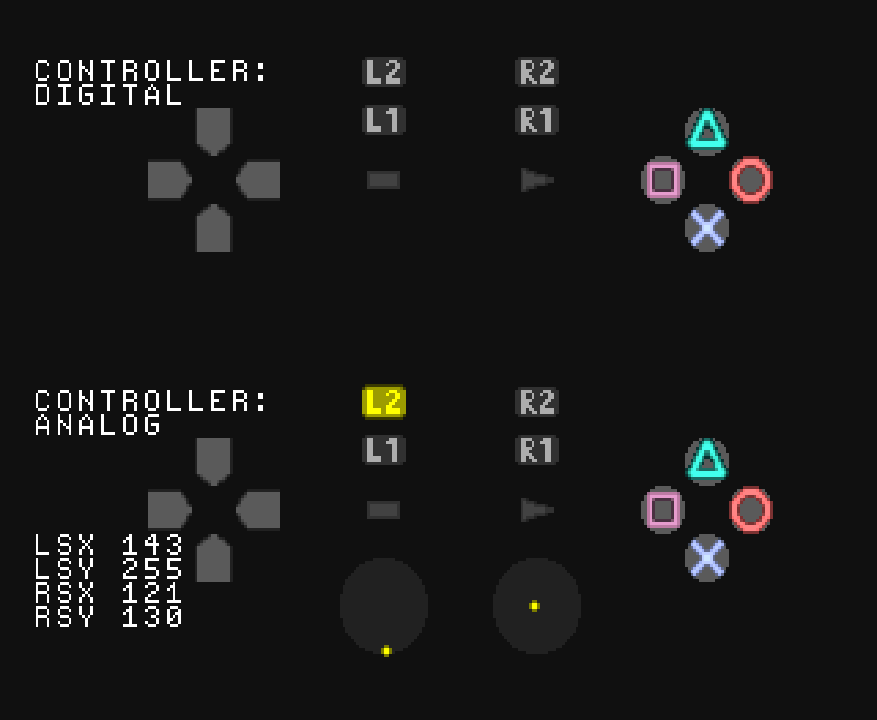 CONTROLLER:
DIGITAL
L2
R2
L1
R1
CONTROLLER:
ANALOG
L2
R2
L1
R1
LSX 143
LSY 255
RSX 121
RSY 130